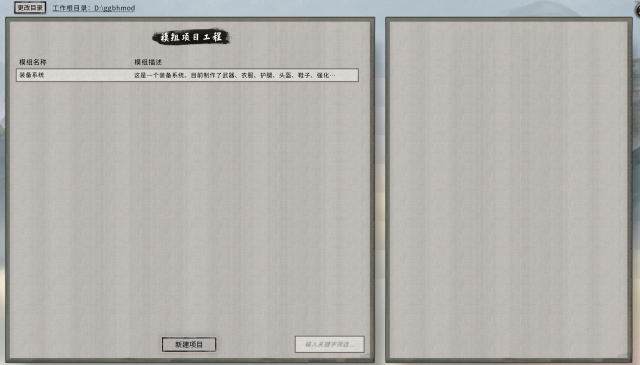 更改目录 工作根目录: D:\ggbhmod
模组项目工程
模组名称 模组描述
装备系统 这是一个装备系统，目前制作了武器、衣服、护腿、头盔、鞋子、强化…
新建项目 输入关键字筛选...